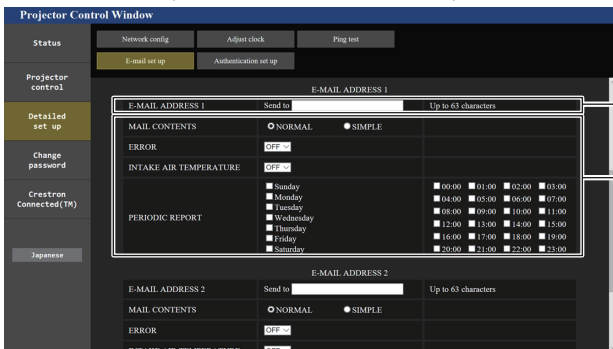 Projector Control Window
Status
Network config Adjust clock Ping test
E-mail set up Authentication set up
Projector
control
Detailed
set up
Change
password
Crestron
Connected(TM)
Japanese
E-MAIL ADDRESS 1
E-MAIL ADDRESS 1 Send to Up to 63 characters
MAIL CONTENTS NORMAL SIMPLE
ERROR OFF
INTAKE AIR TEMPERATURE OFF
PERIODIC REPORT
Sunday
Monday
Tuesday
Wednesday
Thursday
Friday
Saturday
00:00 01:00 02:00 03:00
04:00 05:00 06:00 07:00
08:00 09:00 10:00 11:00
12:00 13:00 14:00 15:00
16:00 17:00 18:00 19:00
20:00 21:00 22:00 23:00
E-MAIL ADDRESS 2
E-MAIL ADDRESS 2 Send to Up to 63 characters
MAIL CONTENTS NORMAL SIMPLE
ERROR OFF